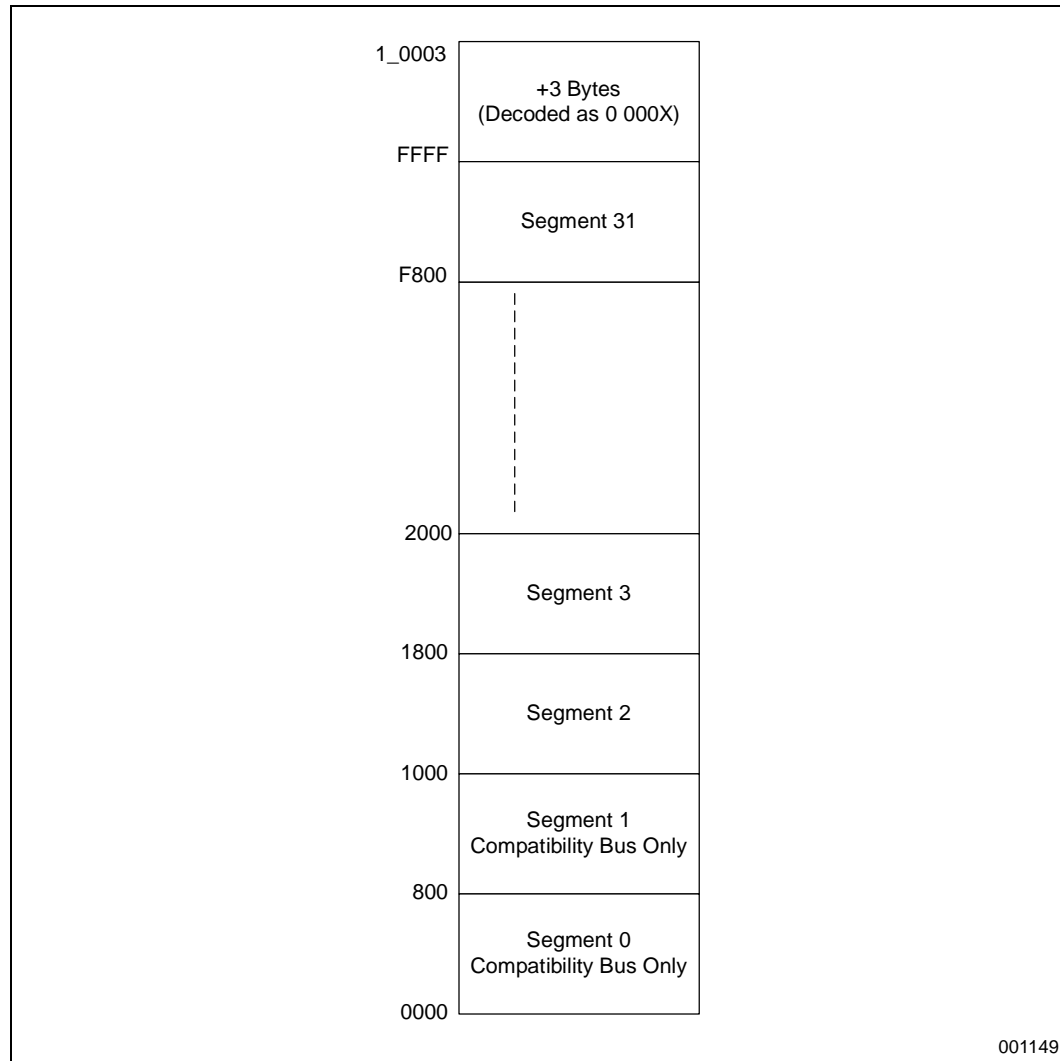 1_0003
+3 Bytes
(Decoded as 0 000X)
FFFF
Segment 31
F800
2000
Segment 3
1800
Segment 2
1000
Segment 1
Compatibility Bus Only
800
Segment 0
Compatibility Bus Only
0000
001149